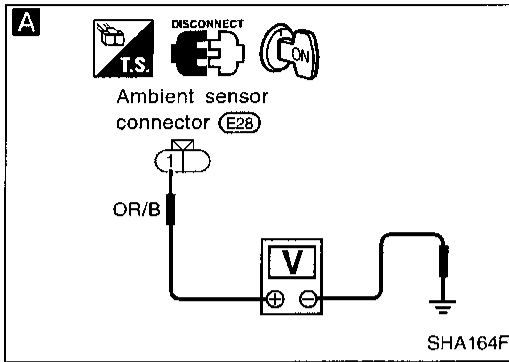 A
DISCONNECT
T.S.
ON
Ambient sensor
connector E28
1
OR/B
V
⊕ ⊖
SHA164F